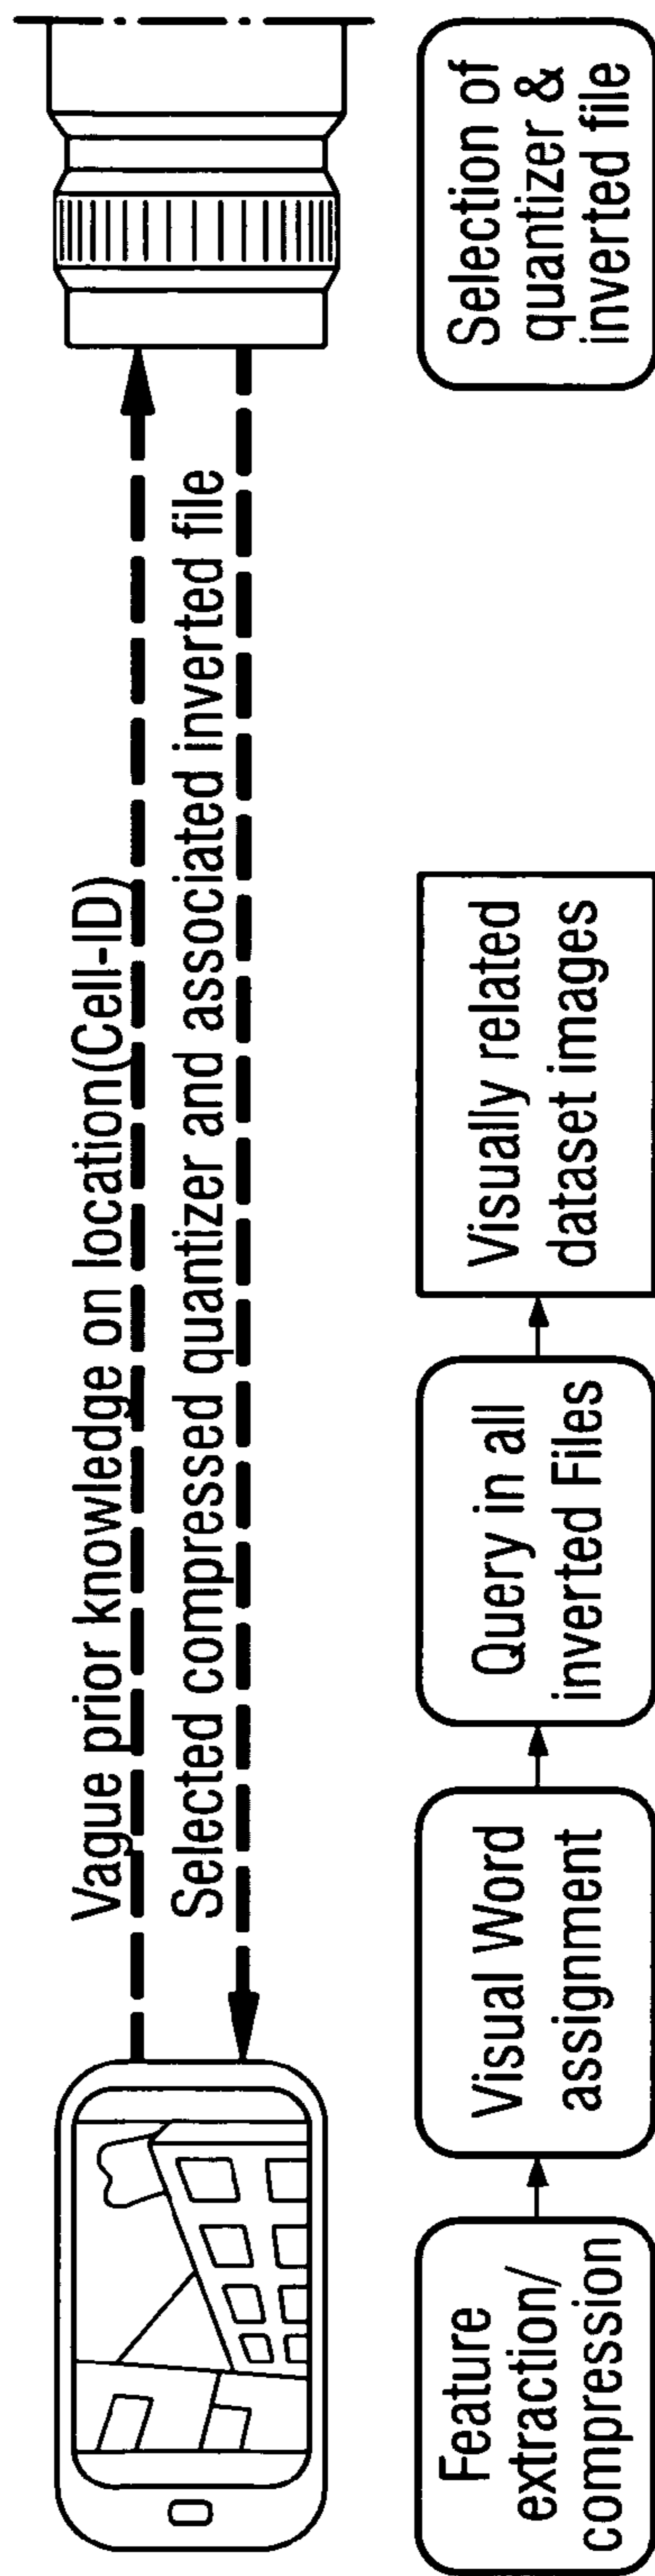 Vague prior knowledge on location(Cell-ID)
Selected compressed quantizer and associated inverted file
Feature
extraction/
compression
Visual Word
assignment
Query in all
inverted Files
Visually related
dataset images
Selection of
quantizer &
inverted file